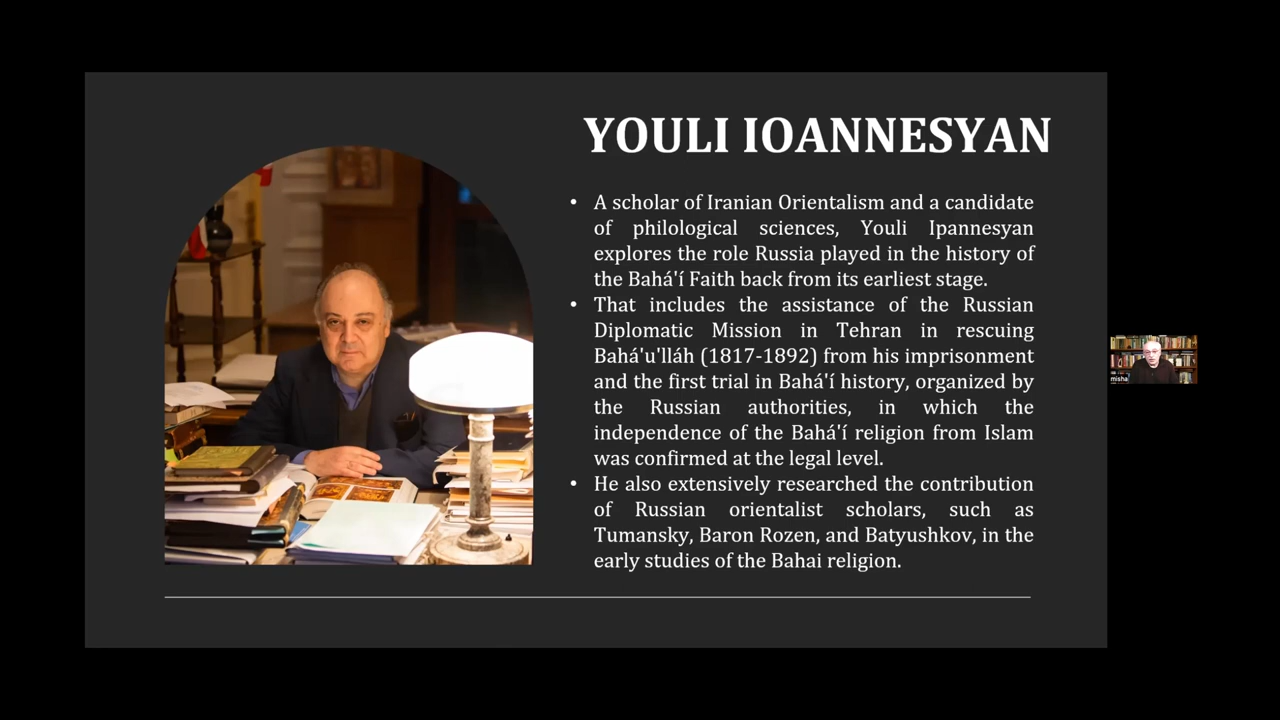 YOULI IOANNESYAN
• A scholar of Iranian Orientalism and a candidate
of philological sciences, Youli Ipannesyan
explores the role Russia played in the history of
the Bahá'í Faith back from its earliest stage.
• That includes the assistance of the Russian
Diplomatic Mission in Tehran in rescuing
Bahá'u'lláh (1817-1892) from his imprisonment
and the first trial in Bahá'í history, organized by
the Russian authorities, in which the
independence of the Bahá'í religion from Islam
was confirmed at the legal level.
• He also extensively researched the contribution
of Russian orientalist scholars, such as
Tumansky, Baron Rozen, and Batyushkov, in the
early studies of the Bahai religion.
misha